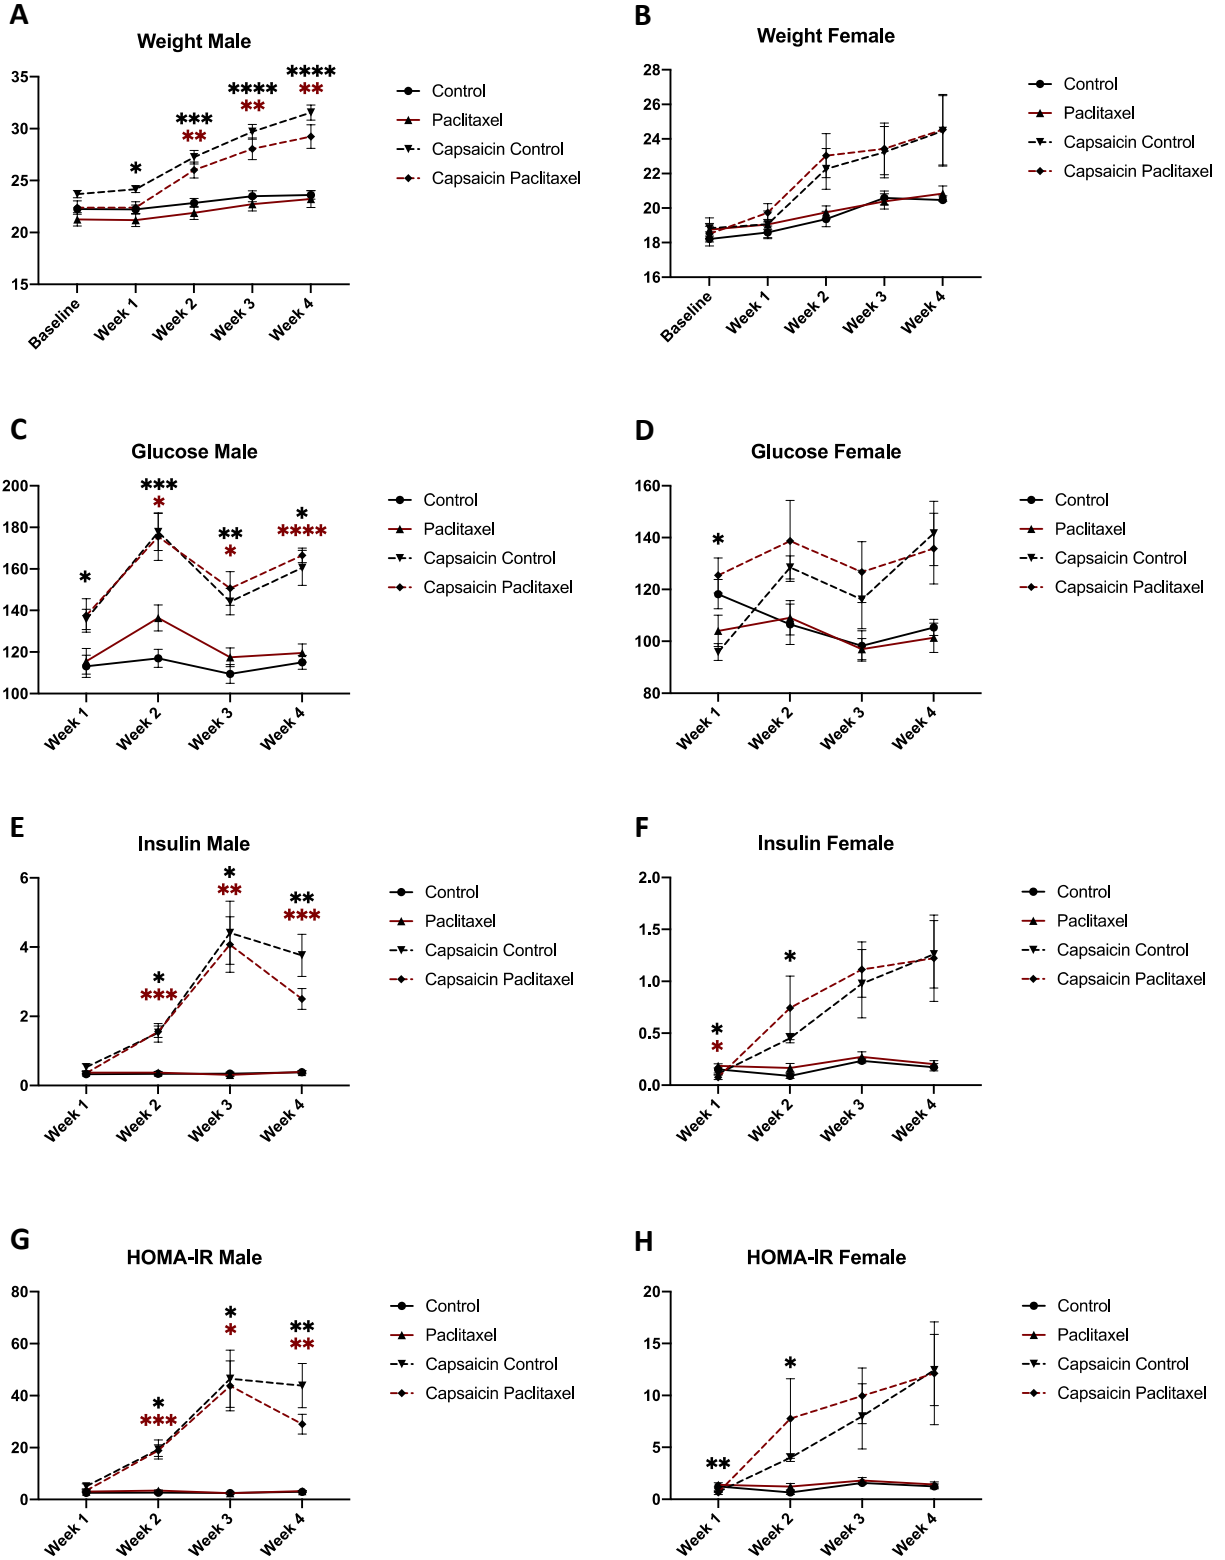 A
Weight Male
35
30
25
20
15
*
***
**
****
**
****
**
Baseline
Week 1
Week 2
Week 3
Week 4
Control
Paclitaxel
Capsaicin Control
Capsaicin Paclitaxel
B
Weight Female
28
26
24
22
20
18
16
Baseline
Week 1
Week 2
Week 3
Week 4
Control
Paclitaxel
Capsaicin Control
Capsaicin Paclitaxel
C
Glucose Male
200
180
160
140
120
100
*
***
*
**
*
*
****
Week 1
Week 2
Week 3
Week 4
Control
Paclitaxel
Capsaicin Control
Capsaicin Paclitaxel
D
Glucose Female
160
140
120
100
80
*
Week 1
Week 2
Week 3
Week 4
Control
Paclitaxel
Capsaicin Control
Capsaicin Paclitaxel
E
Insulin Male
6
4
2
0
*
***
*
**
**
***
Week 1
Week 2
Week 3
Week 4
Control
Paclitaxel
Capsaicin Control
Capsaicin Paclitaxel
F
Insulin Female
2.0
1.5
1.0
0.5
0.0
*
*
*
Week 1
Week 2
Week 3
Week 4
Control
Paclitaxel
Capsaicin Control
Capsaicin Paclitaxel
G
HOMA-IR Male
80
60
40
20
0
*
***
*
*
**
**
Week 1
Week 2
Week 3
Week 4
Control
Paclitaxel
Capsaicin Control
Capsaicin Paclitaxel
H
HOMA-IR Female
20
15
10
5
0
**
*
Week 1
Week 2
Week 3
Week 4
Control
Paclitaxel
Capsaicin Control
Capsaicin Paclitaxel